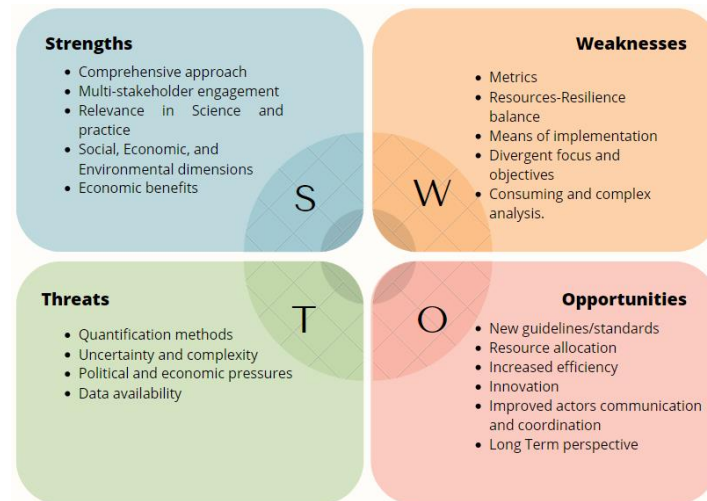 Strengths
• Comprehensive approach
• Multi-stakeholder engagement
• Relevance in Science and
practice
• Social, Economic, and
Environmental dimensions
• Economic benefits
S
Weaknesses
• Metrics
• Resources-Resilience
balance
• Means of implementation
• Divergent focus and
objectives
• Consuming and complex
analysis.
W
Threats
• Quantification methods
• Uncertainty and complexity
• Political and economic pressures
• Data availability
T
Opportunities
• New guidelines/standards
• Resource allocation
• Increased efficiency
• Innovation
• Improved actors communication
and coordination
• Long Term perspective
O